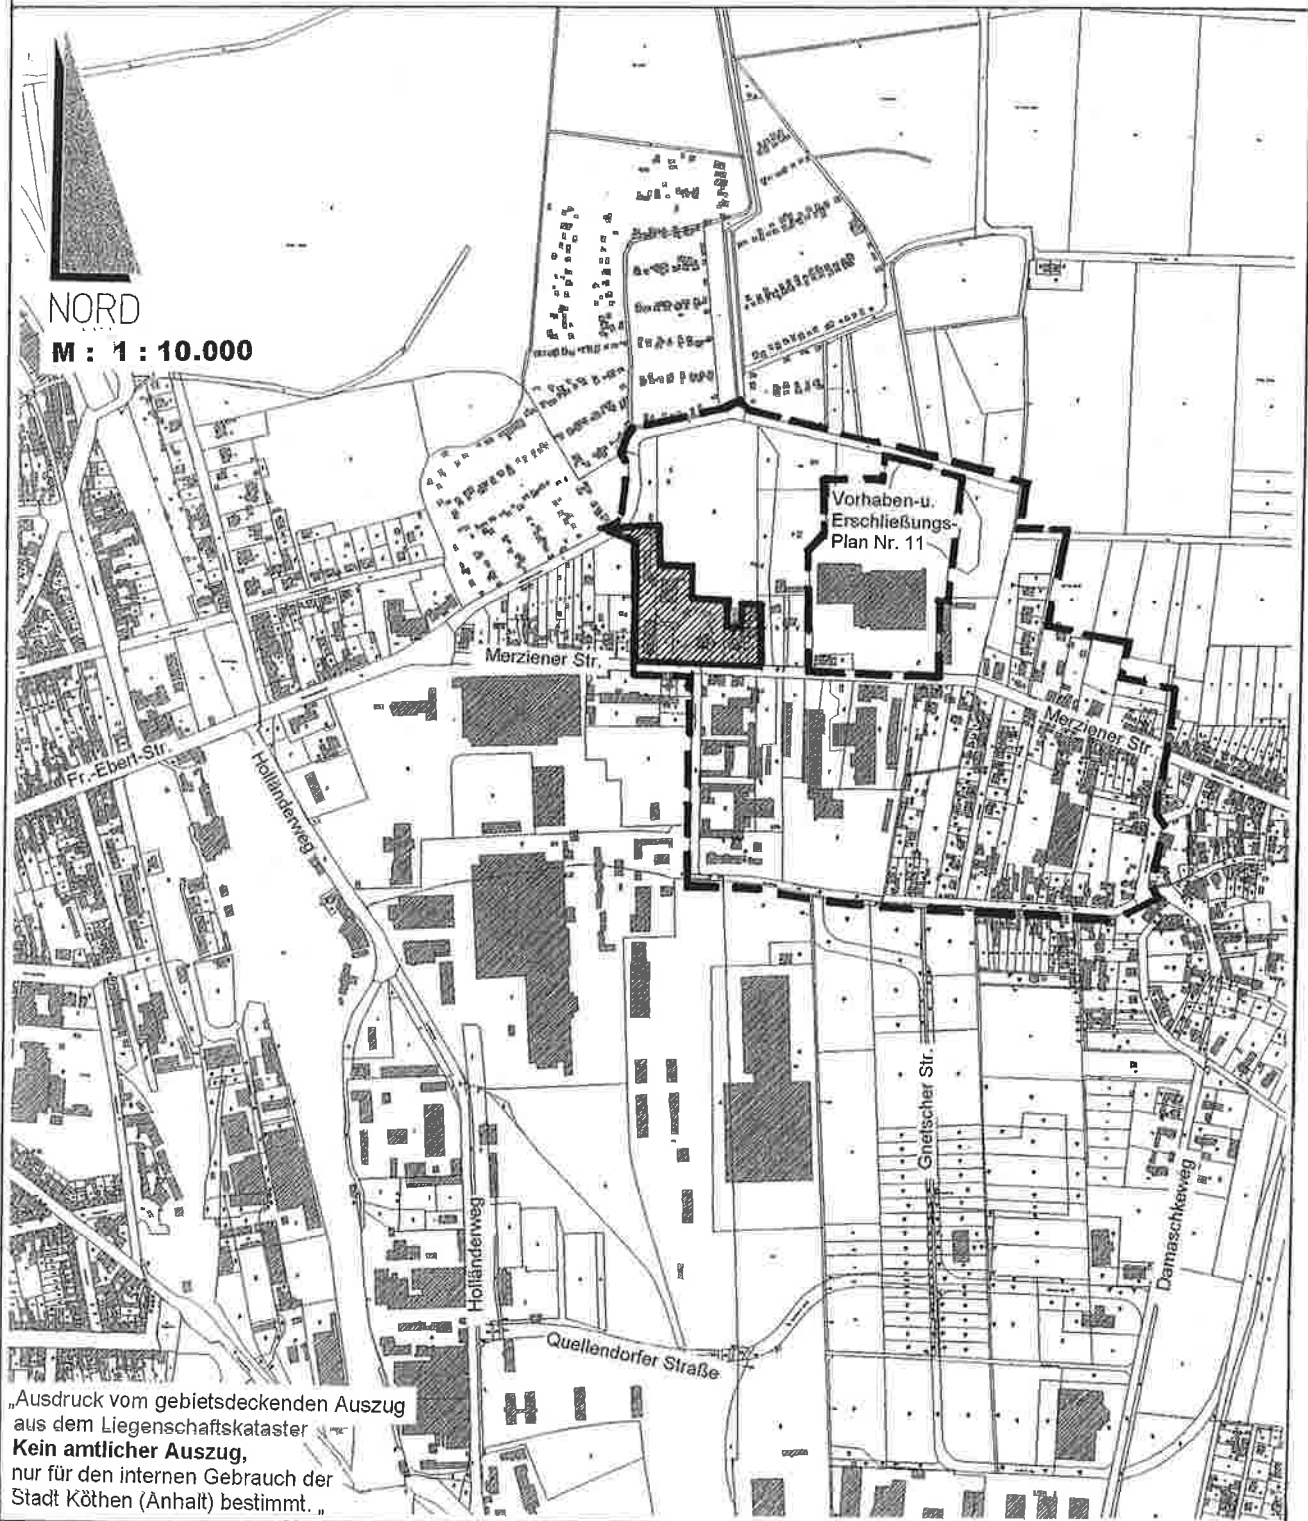 NORD
M : 1 : 10.000
Vorhaben-u.
Erschließungs-
Plan Nr. 11
Merziener Str.
Merziener Str.
Fr.-Ebert-Str.
Holländerweg
Gnetscher Str.
Holländerweg
Damaschkeweg
Quellendorfer Straße
„Ausdruck vom gebietsdeckenden Auszug
aus dem Liegenschaftskataster
Kein amtlicher Auszug,
nur für den internen Gebrauch der
Stadt Köthen (Anhalt) bestimmt. „